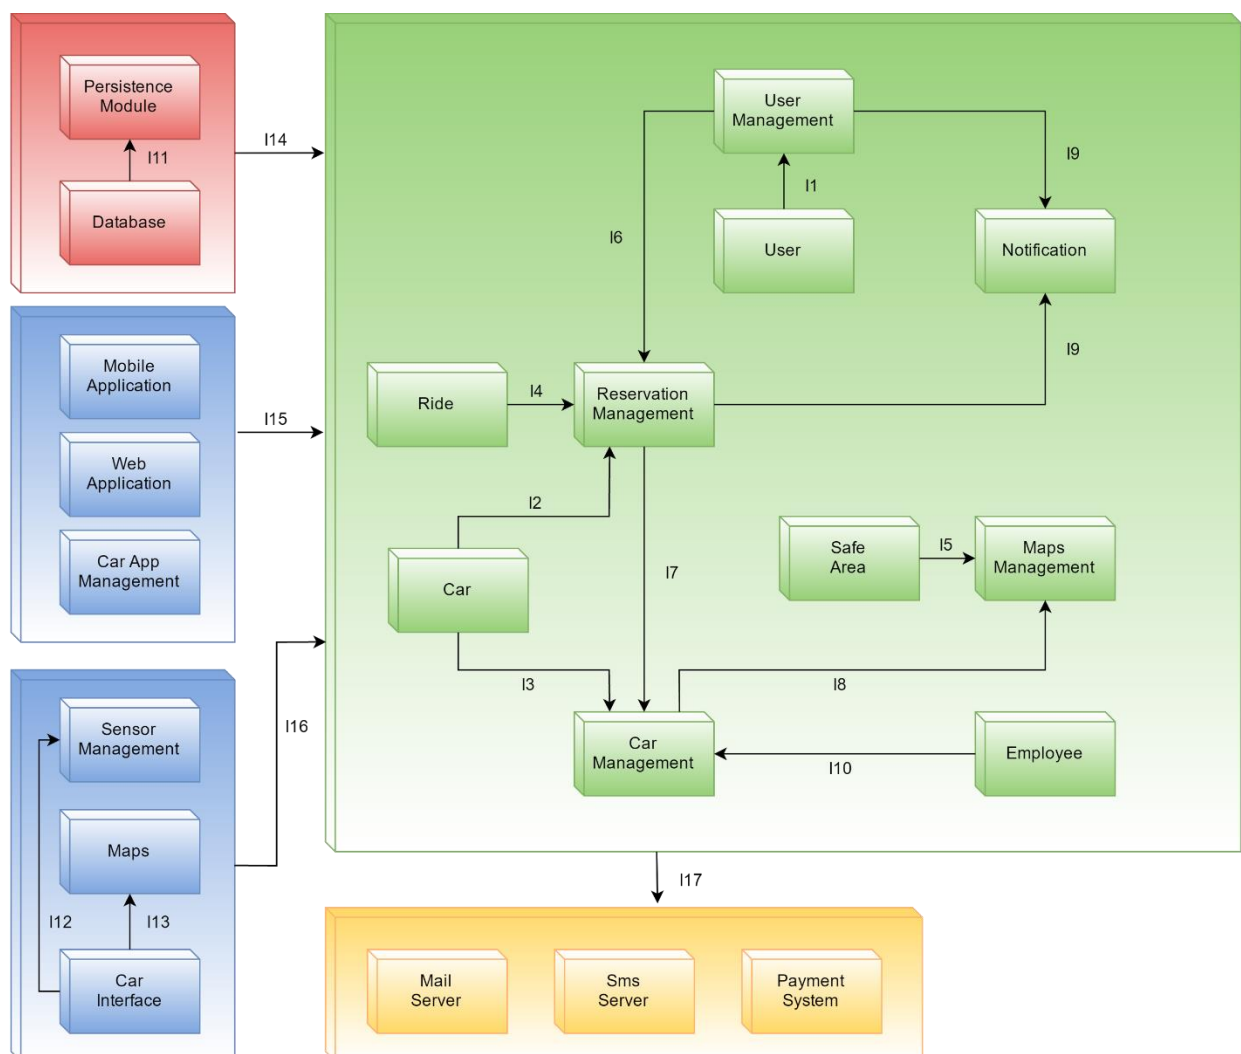 Persistence
Module
I11
Database
I14
Mobile
Application
Web
Application
Car App
Management
I15
Sensor
Management
Maps
I12
I13
Car
Interface
I16
User
Management
I1
User
I6
I9
Notification
I9
Ride
I4
Reservation
Management
I2
Car
I3
I7
Safe
Area
I5
Maps
Management
I8
Car
Management
I10
Employee
I17
Mail
Server
Sms
Server
Payment
System